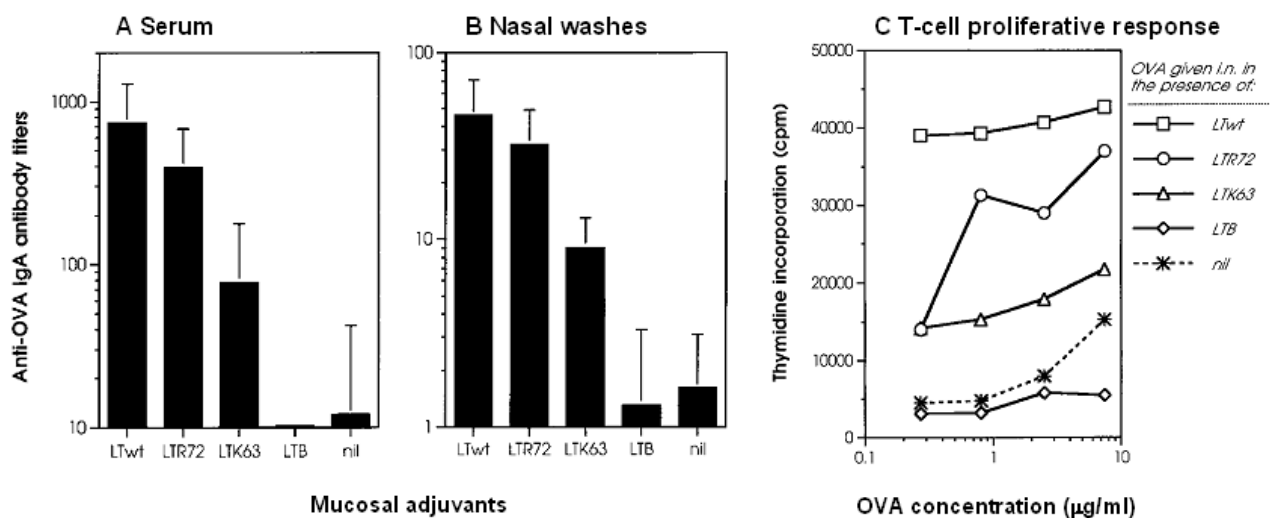 A Serum
B Nasal washes
C T-cell proliferative response
Anti-OVA IgA antibody titers
1000
100
10
LTwt LTR72 LTK63 LTB nil
100
10
1
LTwt LTR72 LTK63 LTB nil
Mucosal adjuvants
Thymidine incorporation (cpm)
50000
40000
30000
20000
10000
0
0.1 1 10
OVA concentration (µg/ml)
OVA given i.n. in
the presence of:
LTwt
LTR72
LTK63
LTB
nil